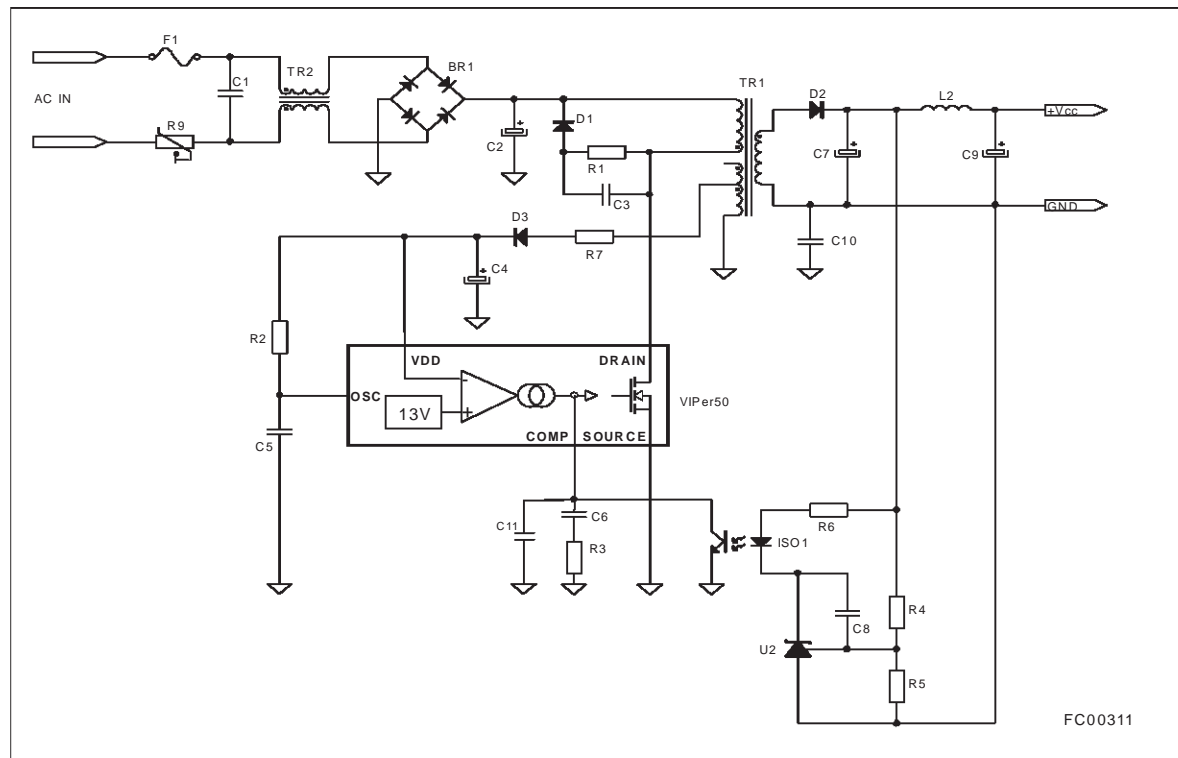 F1
BR1
TR2
TR1
C1
D2
L2
AC IN
+Vcc
R9
D1
C2
C7
C9
R1
C3
GND
D3
C10
R7
C4
R2
VDD
DRAIN
OSC
-
13V
+
VIPer50
COMP
SOURCE
C5
C6
C11
R6
ISO1
R3
R4
C8
U2
R5
FC00311